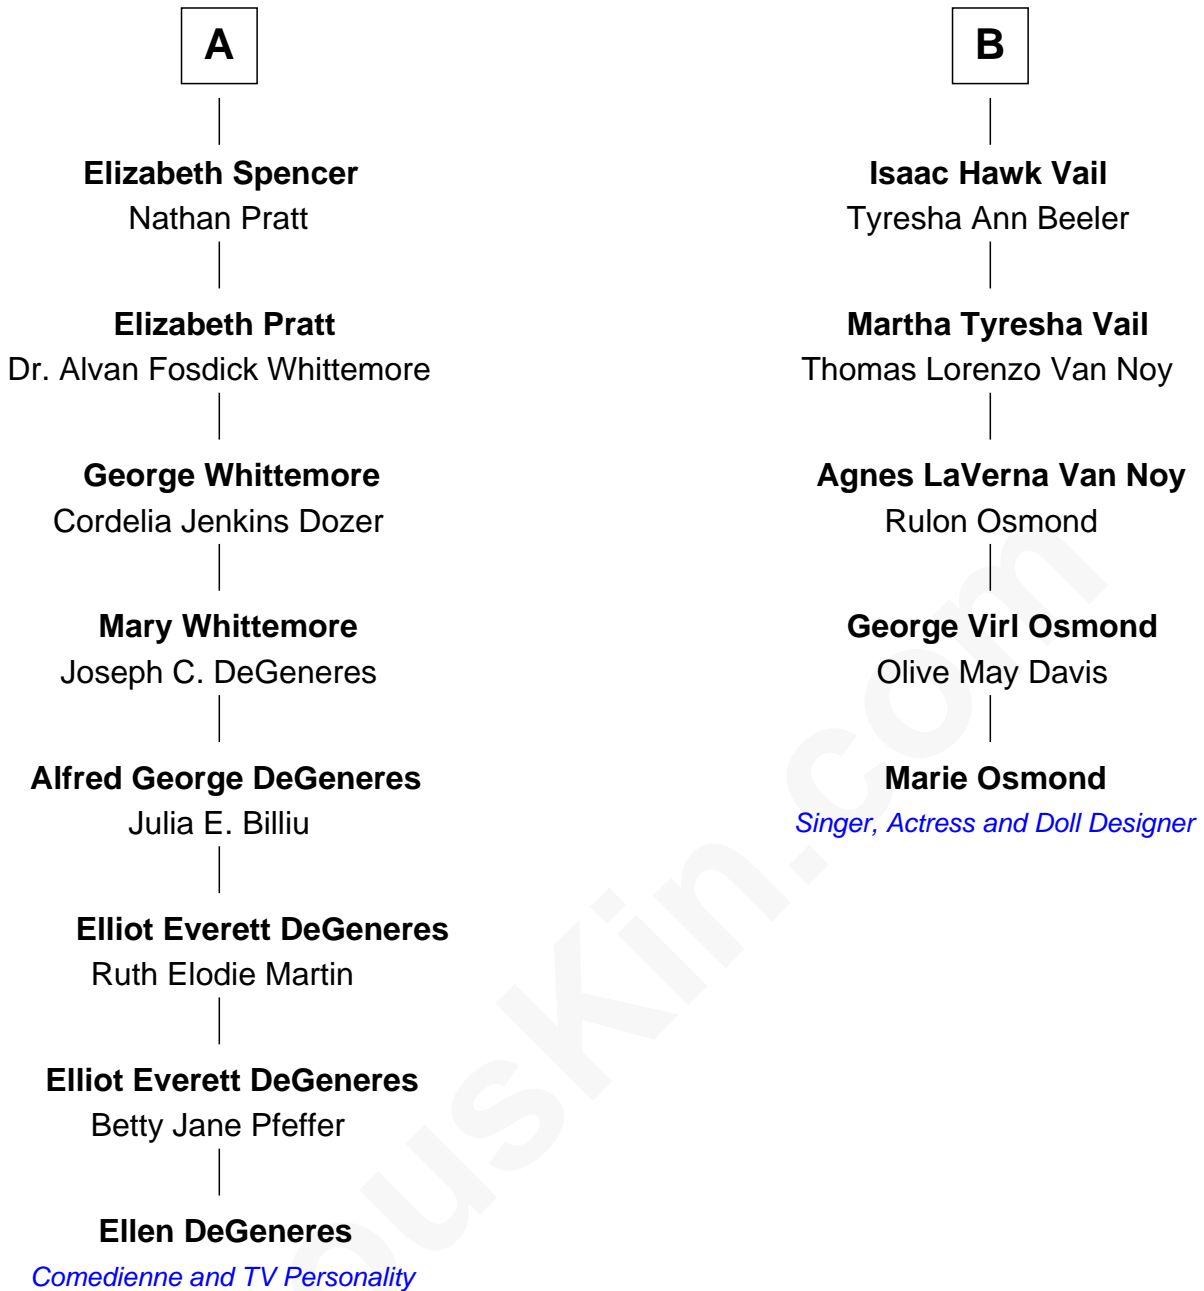 A
Elizabeth Spencer
Nathan Pratt
Elizabeth Pratt
Dr. Alvan Fosdick Whittemore
George Whittemore
Cordelia Jenkins Dozer
Mary Whittemore
Joseph C. DeGeneres
Alfred George DeGeneres
Julia E. Billiu
Elliot Everett DeGeneres
Ruth Elodie Martin
Elliot Everett DeGeneres
Betty Jane Pfeffer
Ellen DeGeneres
Comedienne and TV Personality
B
Isaac Hawk Vail
Tyresha Ann Beeler
Martha Tyresha Vail
Thomas Lorenzo Van Noy
Agnes LaVerna Van Noy
Rulon Osmond
George Virl Osmond
Olive May Davis
Marie Osmond
Singer, Actress and Doll Designer
ousKin.com